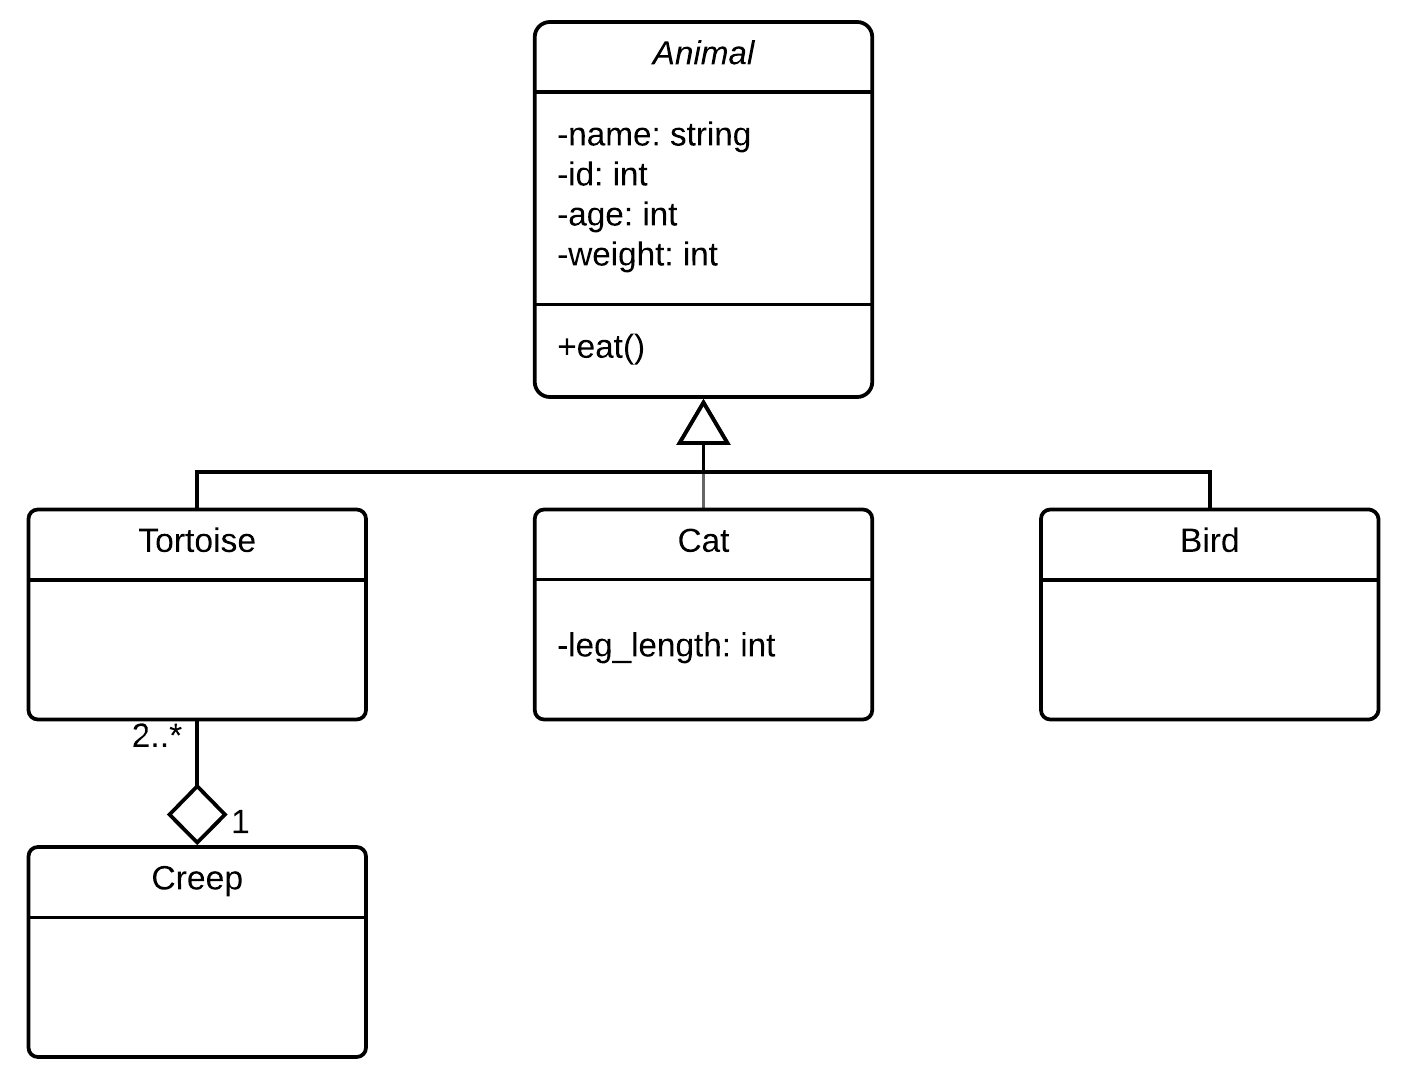 Animal
-name: string
-id: int
-age: int
-weight: int
+eat()
Tortoise
Cat
-leg_length: int
Bird
2..*
1
Creep